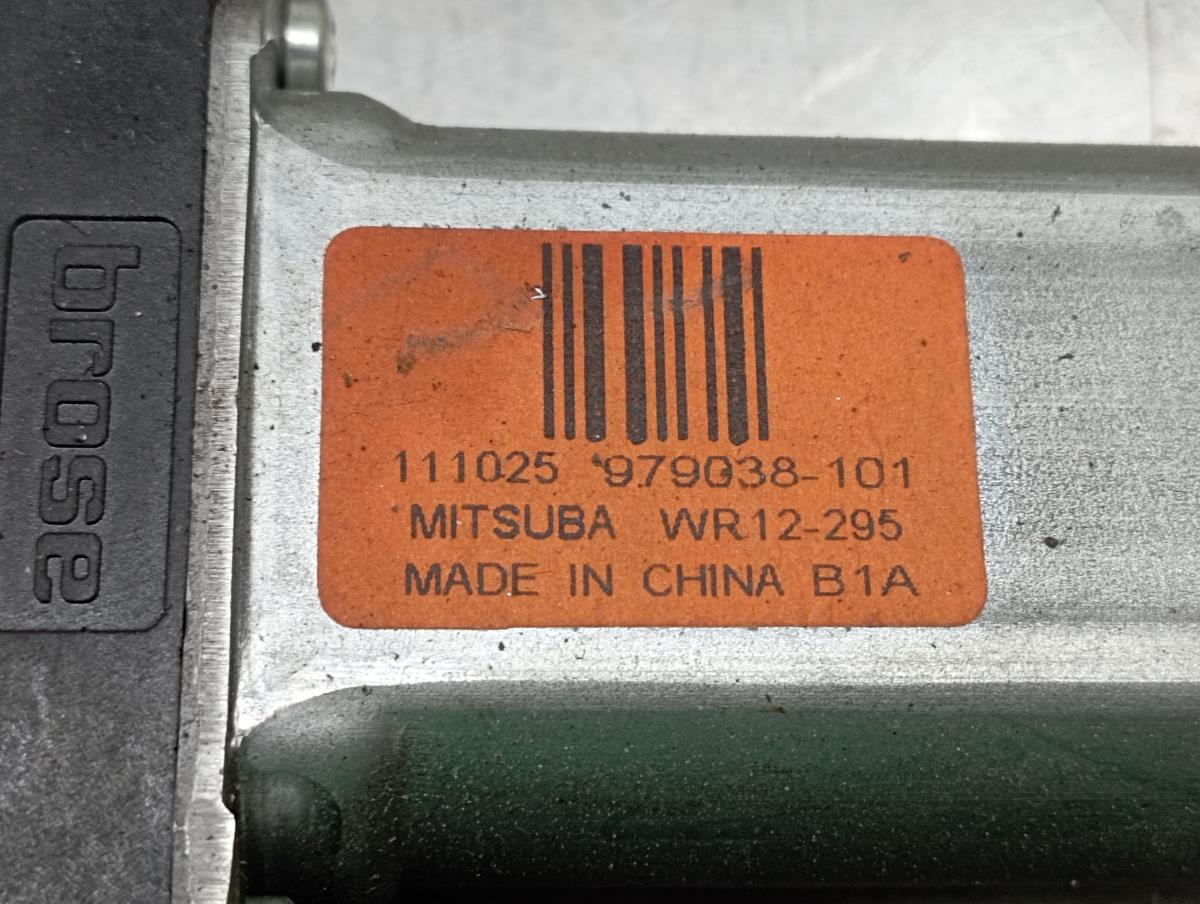 brose
111025 979038-101
MITSUBA WR12-295
MADE IN CHINA B1A